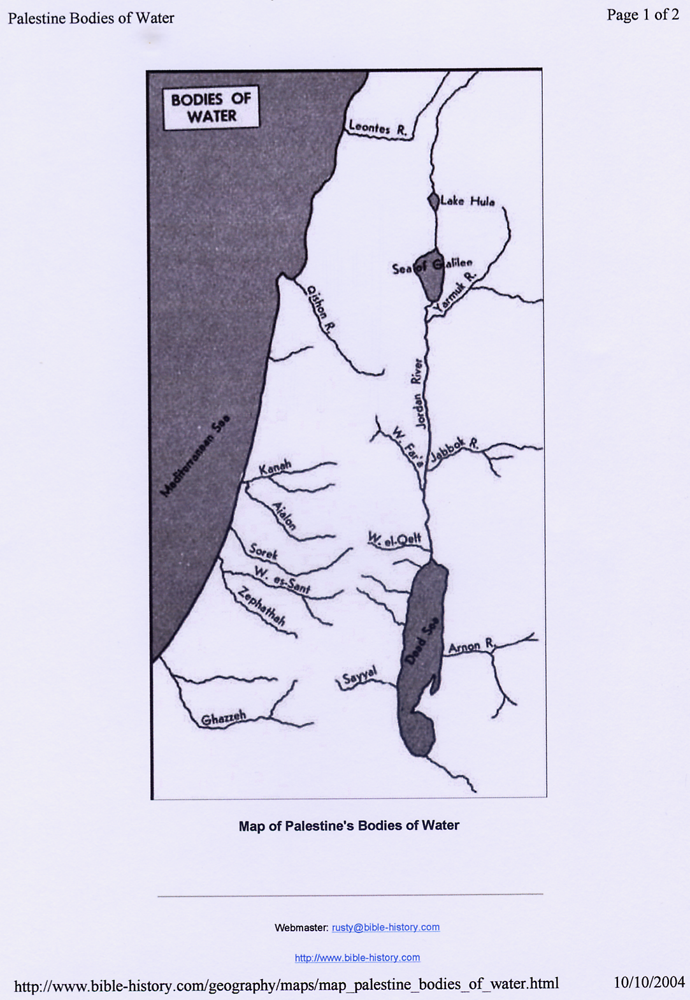 Palestine Bodies of Water
Page 1 of 2
BODIES OF
WATER
Leontes R.
Lake Hula
Sea of Galilee
Yarmuk R.
Qishon R.
Jordan River
Mediterranean Sea
W. Far'a
Jabbok R.
Kanah
Aialon
W. el-Qelt
Sorek
W. es-Sant
Zephathah
Dead Sea
Arnon R.
Sayyal
Ghazzeh
Map of Palestine's Bodies of Water
Webmaster: rusty@bible-history.com
http://www.bible-history.com
http://www.bible-history.com/geography/maps/map_palestine_bodies_of_water.html
10/10/2004